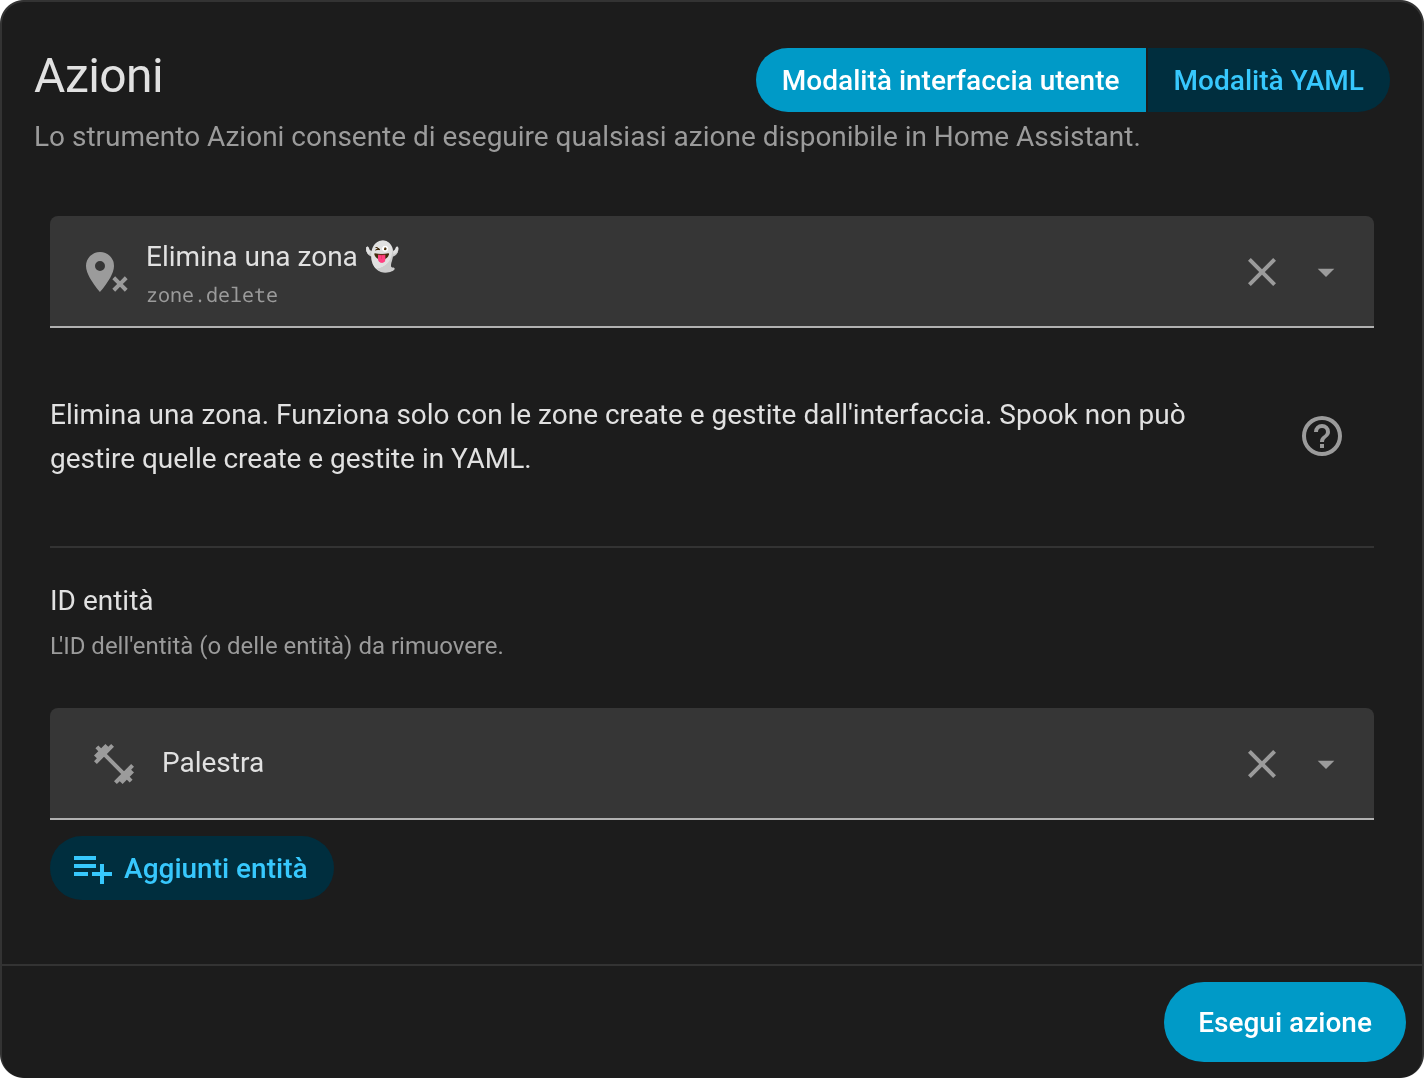 Azioni
Modalità interfaccia utente
Modalità YAML
Lo strumento Azioni consente di eseguire qualsiasi azione disponibile in Home Assistant.
Elimina una zona 👻
zone.delete
Elimina una zona. Funziona solo con le zone create e gestite dall'interfaccia. Spook non può
gestire quelle create e gestite in YAML.
ID entità
L'ID dell'entità (o delle entità) da rimuovere.
Palestra
Aggiunti entità
Esegui azione